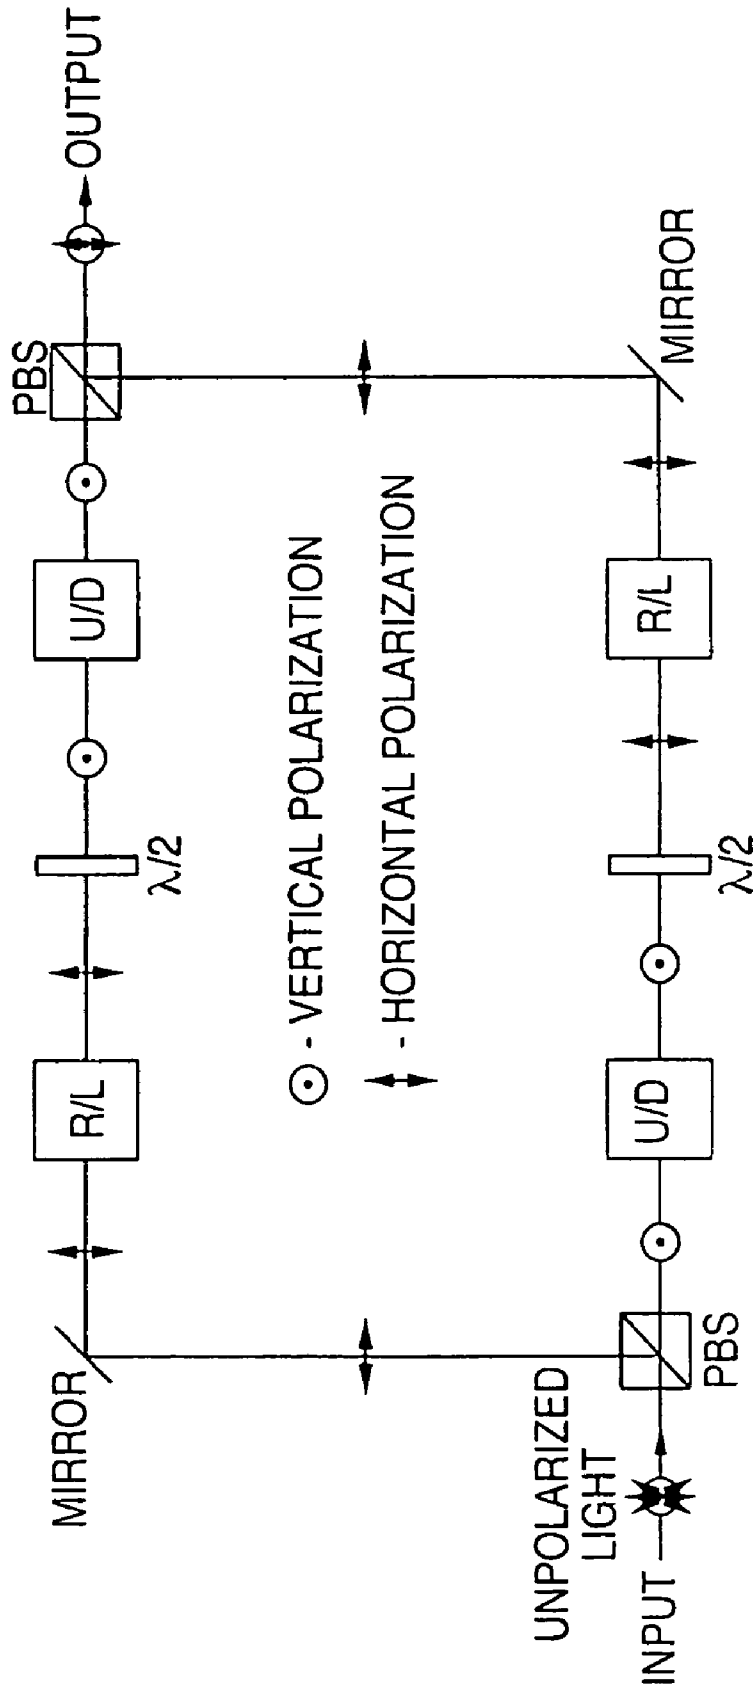 MIRROR
R/L
λ/2
U/D
PBS
OUTPUT
- VERTICAL POLARIZATION
- HORIZONTAL POLARIZATION
UNPOLARIZED
LIGHT
INPUT
PBS
U/D
λ/2
R/L
MIRROR